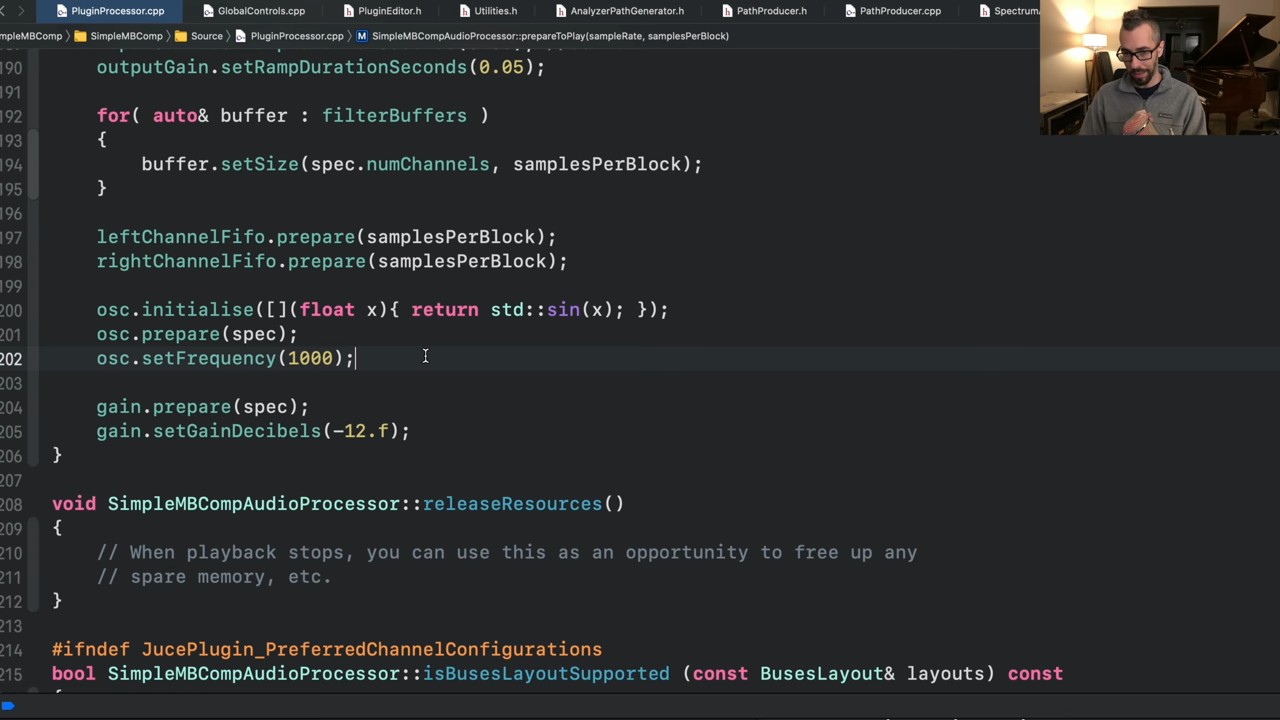 PluginProcessor.cpp GlobalControls.cpp PluginEditor.h Utilities.h AnalyzerPathGenerator.h PathProducer.h PathProducer.cpp Spectrum
mpleMBComp SimpleMBComp Source PluginProcessor.cpp M SimpleMBCompAudioProcessor::prepareToPlay(sampleRate, samplesPerBlock)
190 outputGain.setRampDurationSeconds(0.05);
191
192 for( auto& buffer : filterBuffers )
193 {
194 buffer.setSize(spec.numChannels, samplesPerBlock);
195 }
196
197 leftChannelFifo.prepare(samplesPerBlock);
198 rightChannelFifo.prepare(samplesPerBlock);
199
200 osc.initialise([](float x){ return std::sin(x); });
201 osc.prepare(spec);
202 osc.setFrequency(1000);
203
204 gain.prepare(spec);
205 gain.setGainDecibels(-12.f);
206 }
207
208 void SimpleMBCompAudioProcessor::releaseResources()
209 {
210 // When playback stops, you can use this as an opportunity to free up any
211 // spare memory, etc.
212 }
213
214 #ifndef JucePlugin_PreferredChannelConfigurations
215 bool SimpleMBCompAudioProcessor::isBusesLayoutSupported (const BusesLayout& layouts) const